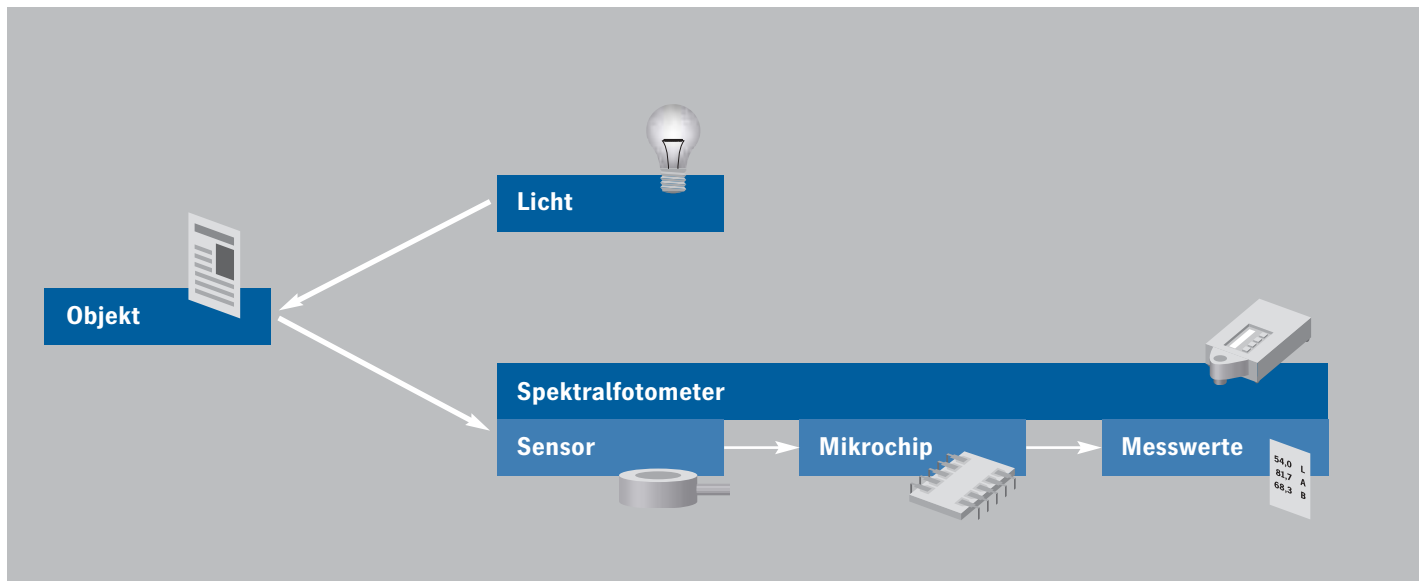 Licht
Objekt
Spektralfotometer
Sensor
Mikrochip
Messwerte
54,0 L
81,7 A
68,3 B